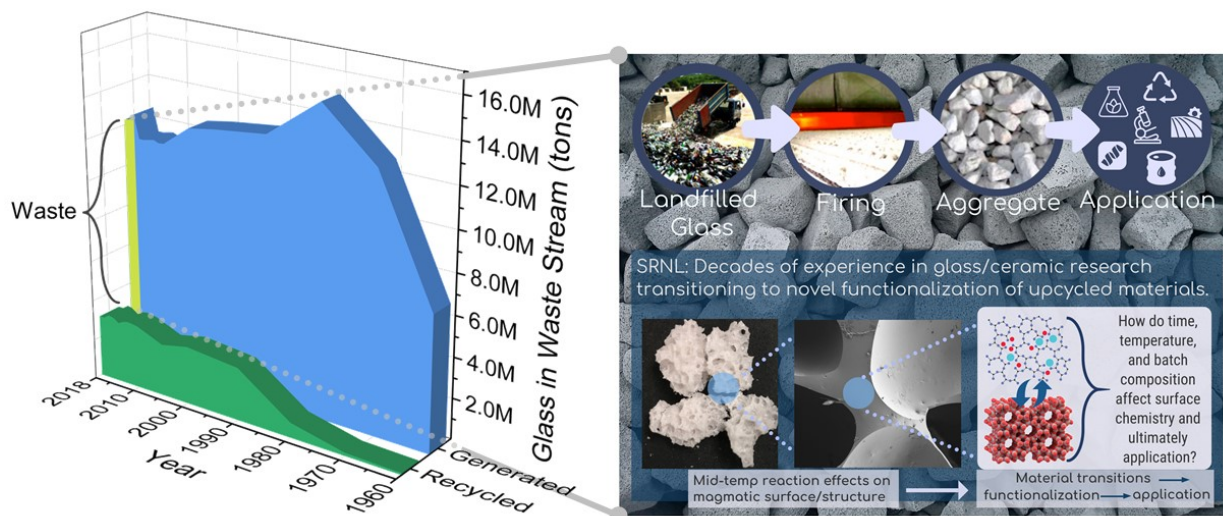 Waste
16.0M
14.0M
12.0M
10.0M
8.0M
6.0M
4.0M
2.0M
Glass in Waste Stream (tons)
2018
2010
2000
1990
1980
1970
1960
Year
Generated
Recycled
Landfilled
Glass
Firing
Aggregate
Application
SRNL: Decades of experience in glass/ceramic research
transitioning to novel functionalization of upcycled materials.
How do time,
temperature,
and batch
composition
affect surface
chemistry and
ultimately
application?
Mid-temp reaction effects on
magmatic surface/structure
Material transitions
functionalization
application